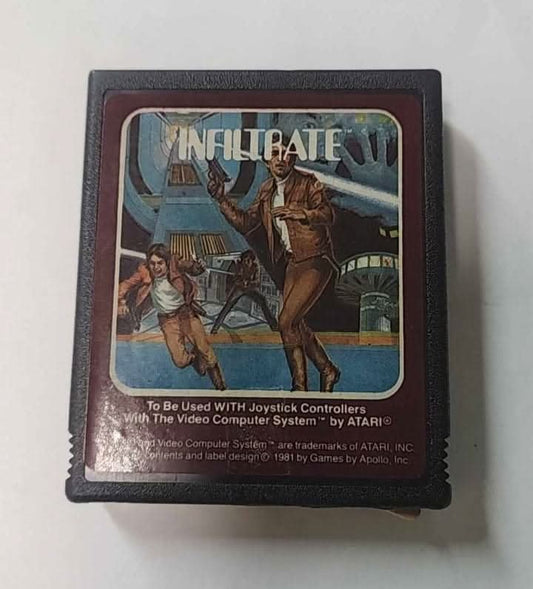 INFILTRATE™
To Be Used WITH Joystick Controllers
With The Video Computer System™ by ATARI®
and Video Computer System™ are trademarks of ATARI, INC.
contents and label design © 1981 by Games by Apollo, Inc.